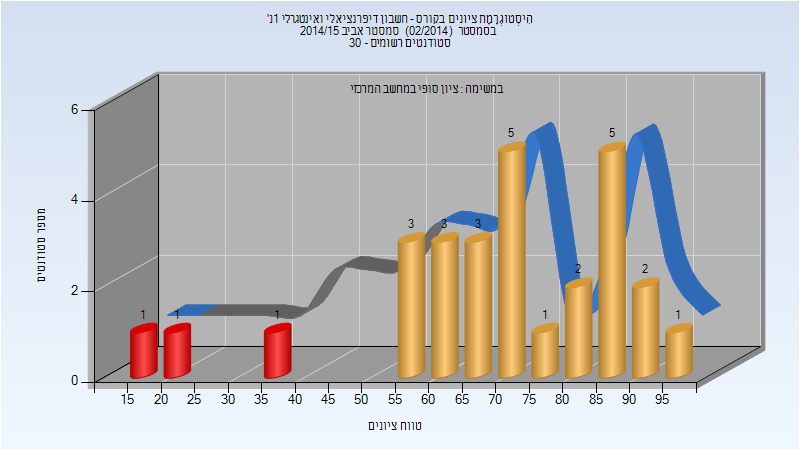 הִיסְטוֹגְרָמַת ציונים בקורס - חשבון דיפרנציאלי ואינטגרלי 1נ'
בסמסטר (02/2014) סמסטר אביב 2014/15
סטודנטים רשומים - 30
במשימה : ציון סופי במחשב המרכזי
מספר סטודנטים
6
4
2
0
1 1 1 3 3 3 5 1 2 5 2 1
15 20 25 30 35 40 45 50 55 60 65 70 75 80 85 90 95
טווח ציונים